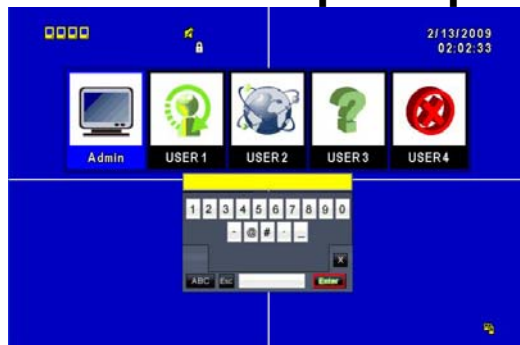 2/13/2009
02:02:33
Admin USER1 USER2 USER3 USER4
1 2 3 4 5 6 7 8 9 0
- @ # - _
X
ABC Esc Enter